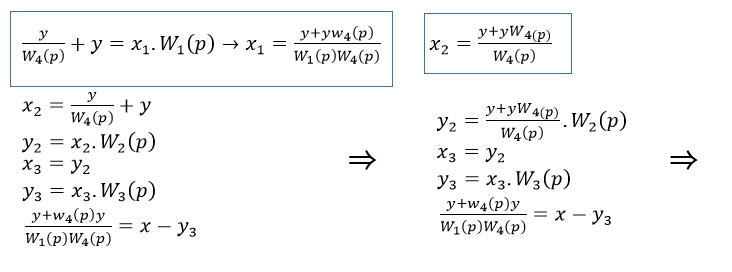 y/W₄(p) + y = x₁.W₁(p) → x₁ = (y+yw₄(p))/(W₁(p)W₄(p))
x₂ = y/W₄(p) + y
y₂ = x₂.W₂(p)
x₃ = y₂
y₃ = x₃.W₃(p)
(y+w₄(p)y)/(W₁(p)W₄(p)) = x − y₃
⇒
x₂ = (y+yW₄₍p₎)/W₄(p)
y₂ = (y+yW₄₍p₎)/W₄(p) .W₂(p)
x₃ = y₂
y₃ = x₃.W₃(p)
(y+w₄(p)y)/(W₁(p)W₄(p)) = x − y₃
⇒